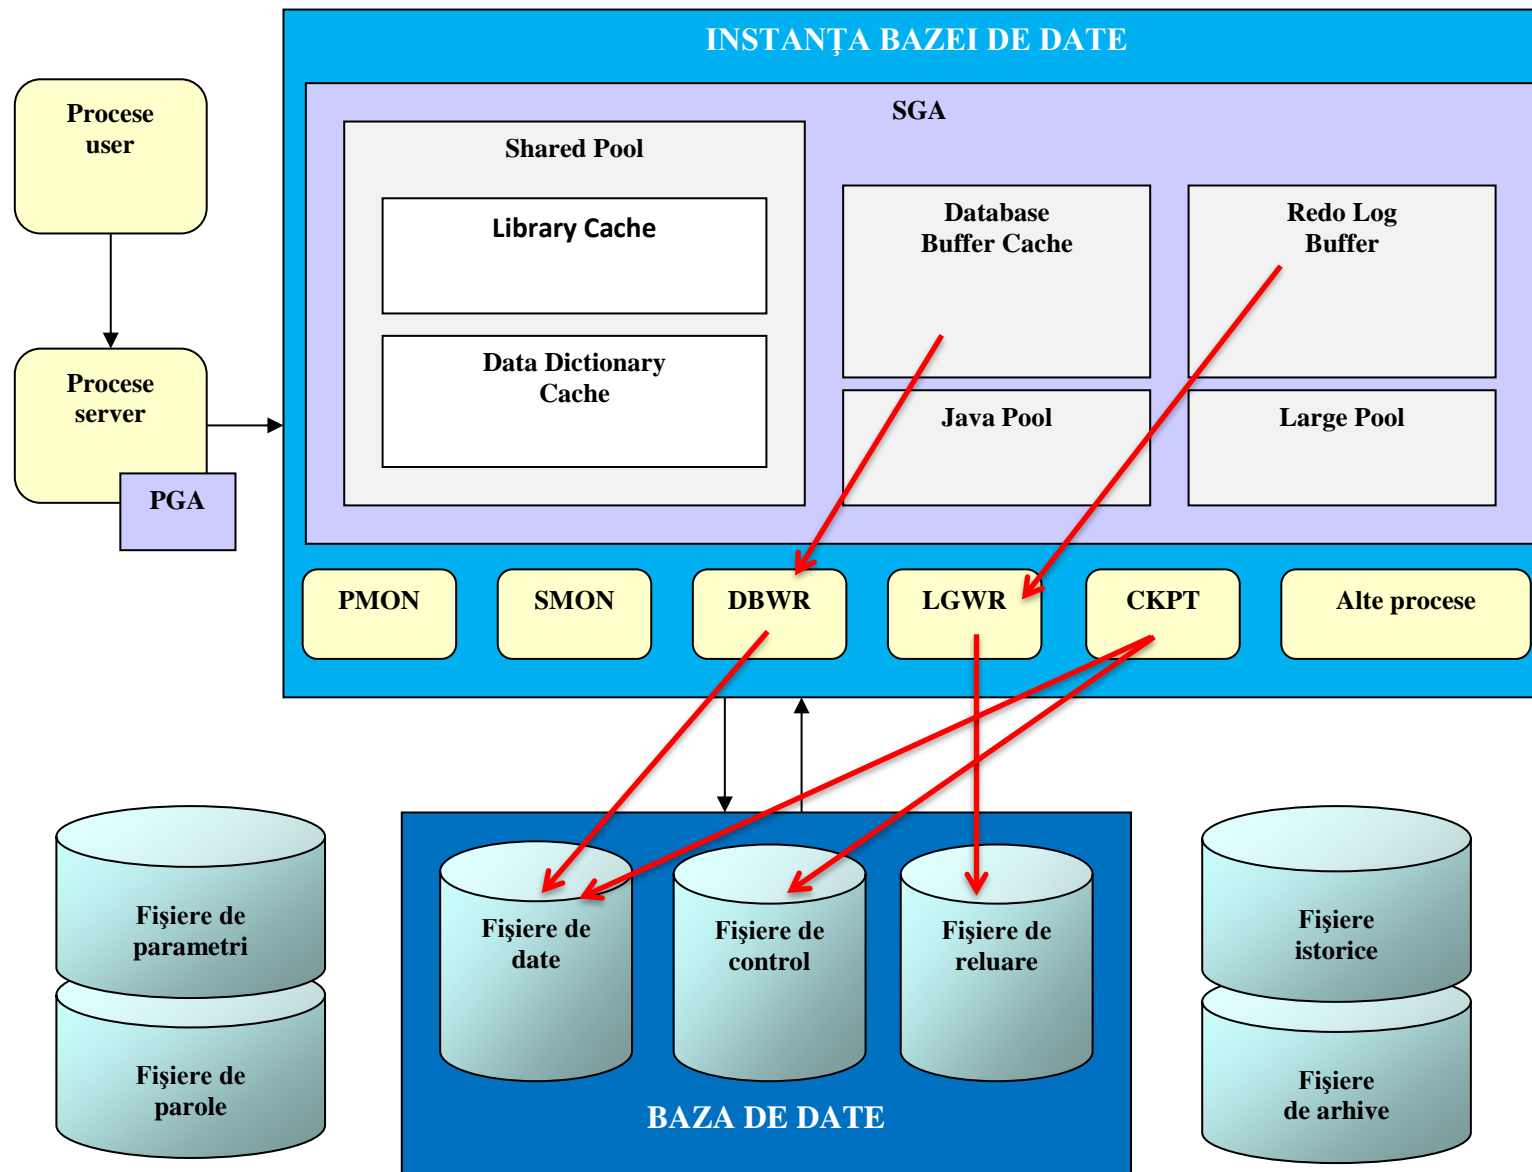 INSTANŢA BAZEI DE DATE
Procese
user
SGA
Shared Pool
Library Cache
Database
Buffer Cache
Redo Log
Buffer
Data Dictionary
Cache
Procese
server
PGA
Java Pool
Large Pool
PMON
SMON
DBWR
LGWR
CKPT
Alte procese
Fişiere de
parametri
Fişiere de
parole
Fişiere de
date
Fişiere de
control
Fişiere de
reluare
BAZA DE DATE
Fişiere
istorice
Fişiere
de arhive